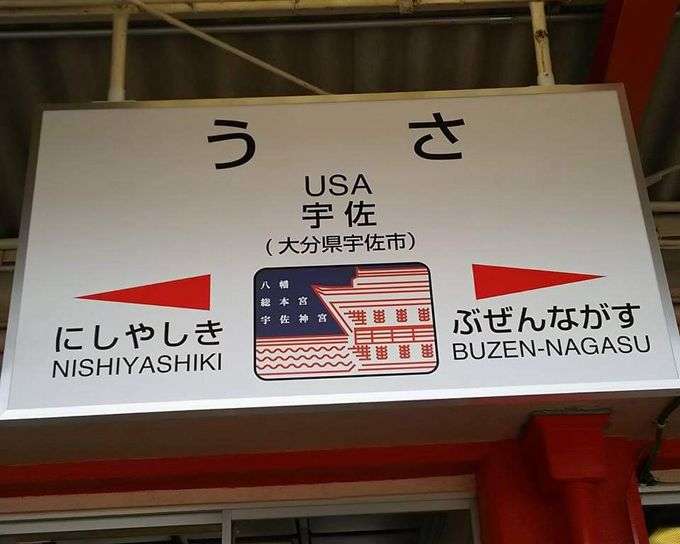 うさ
USA
宇佐
(大分県宇佐市)
八幡
総本宮
宇佐神宮
にしやしき
NISHIYASHIKI
ぶぜんながす
BUZEN-NAGASU